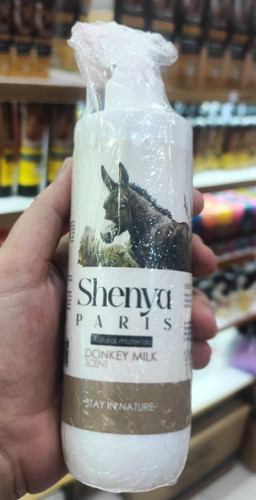 Shenya
PARIS
Natural materials
DONKEY MILK
SCENT
-STAY IN NATURE-